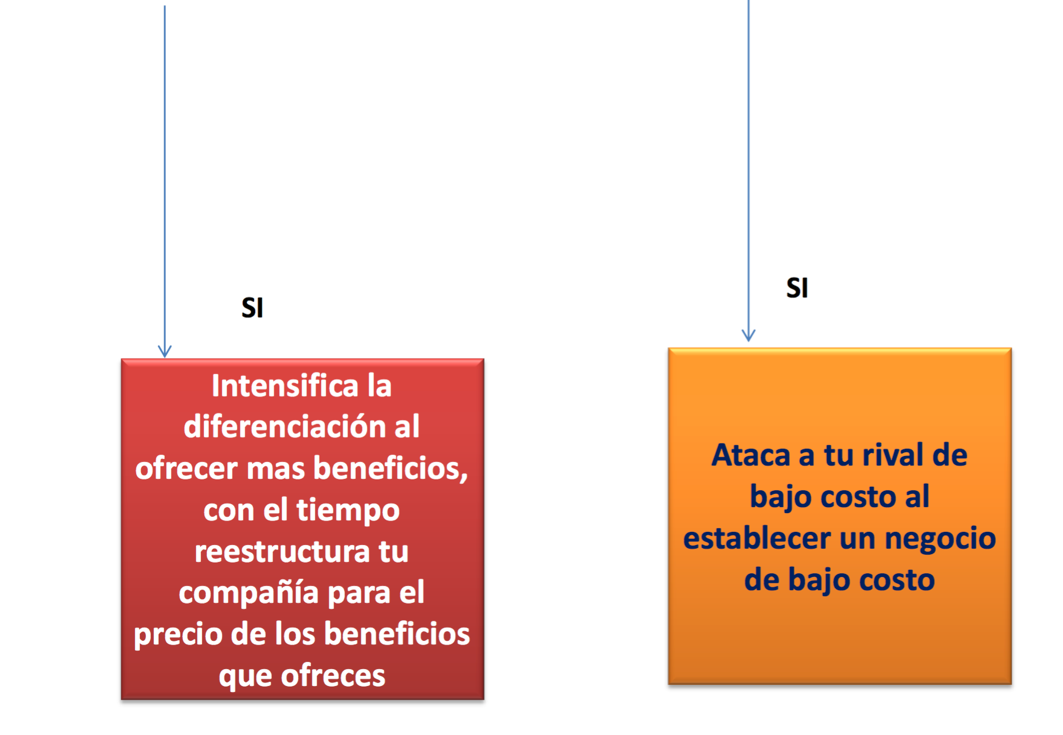 SI
Intensifica la
diferenciación al
ofrecer mas beneficios,
con el tiempo
reestructura tu
compañía para el
precio de los beneficios
que ofreces
SI
Ataca a tu rival de
bajo costo al
establecer un negocio
de bajo costo